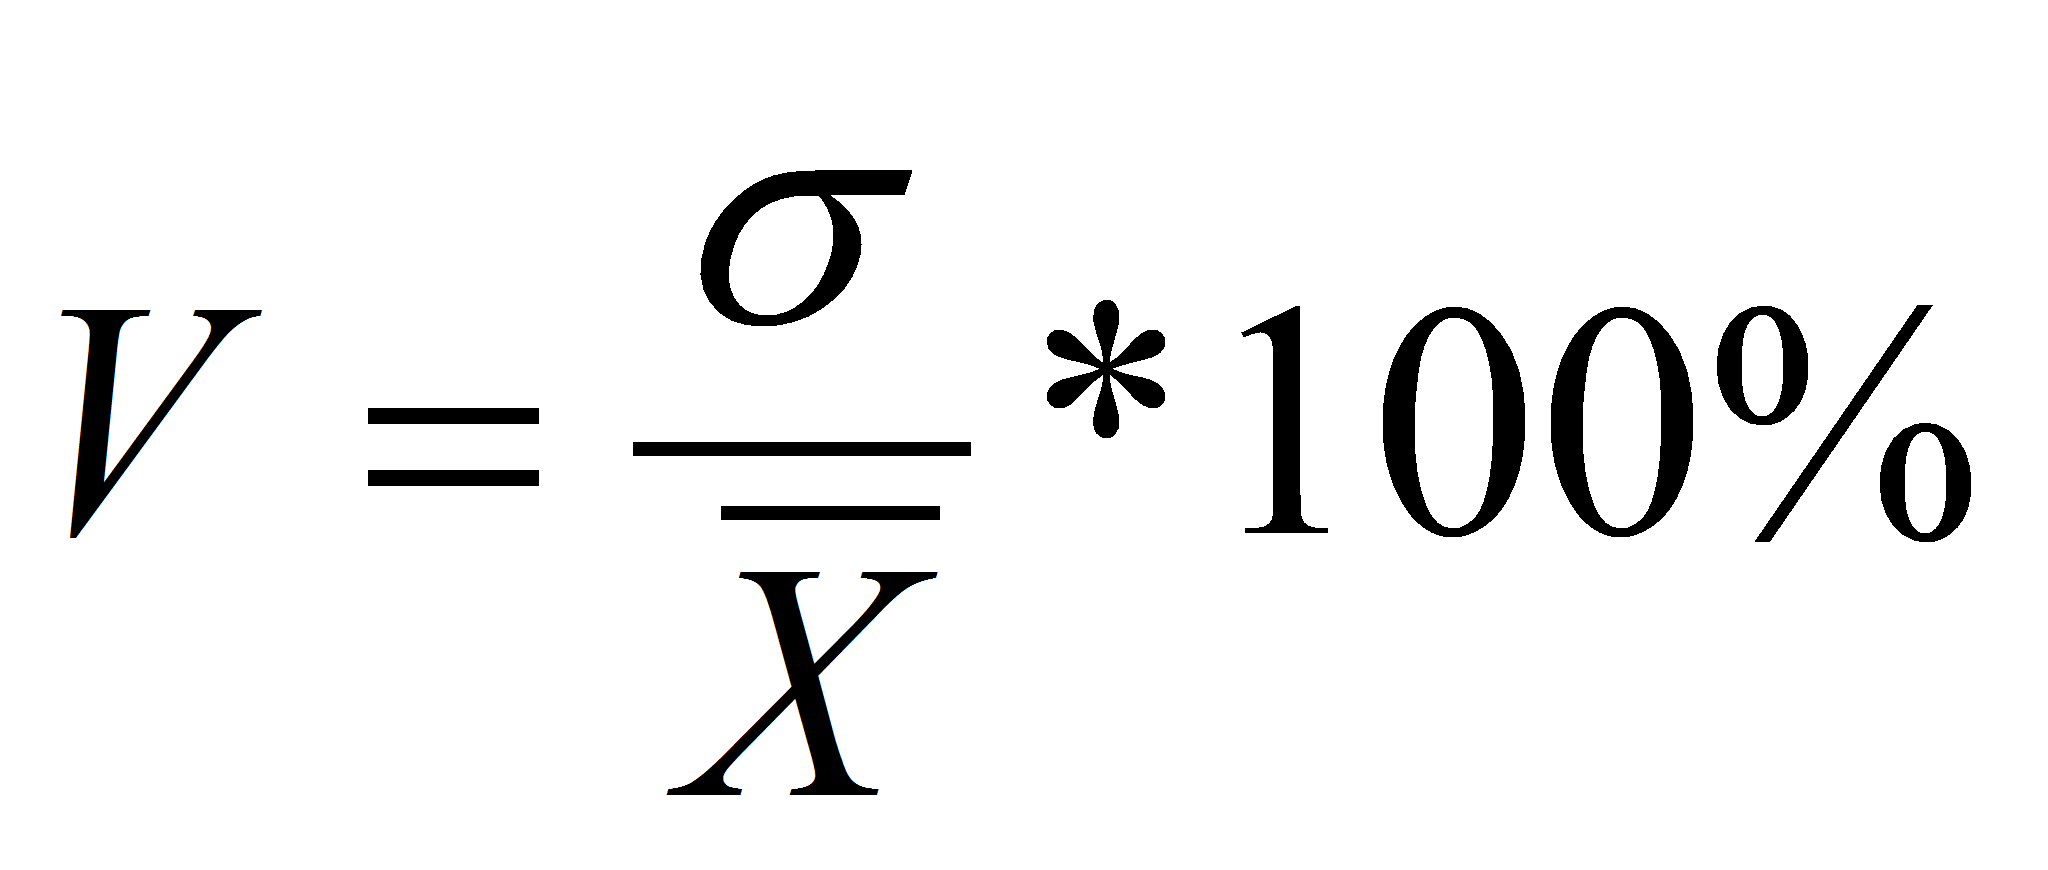 V = σ / X̅ *100%